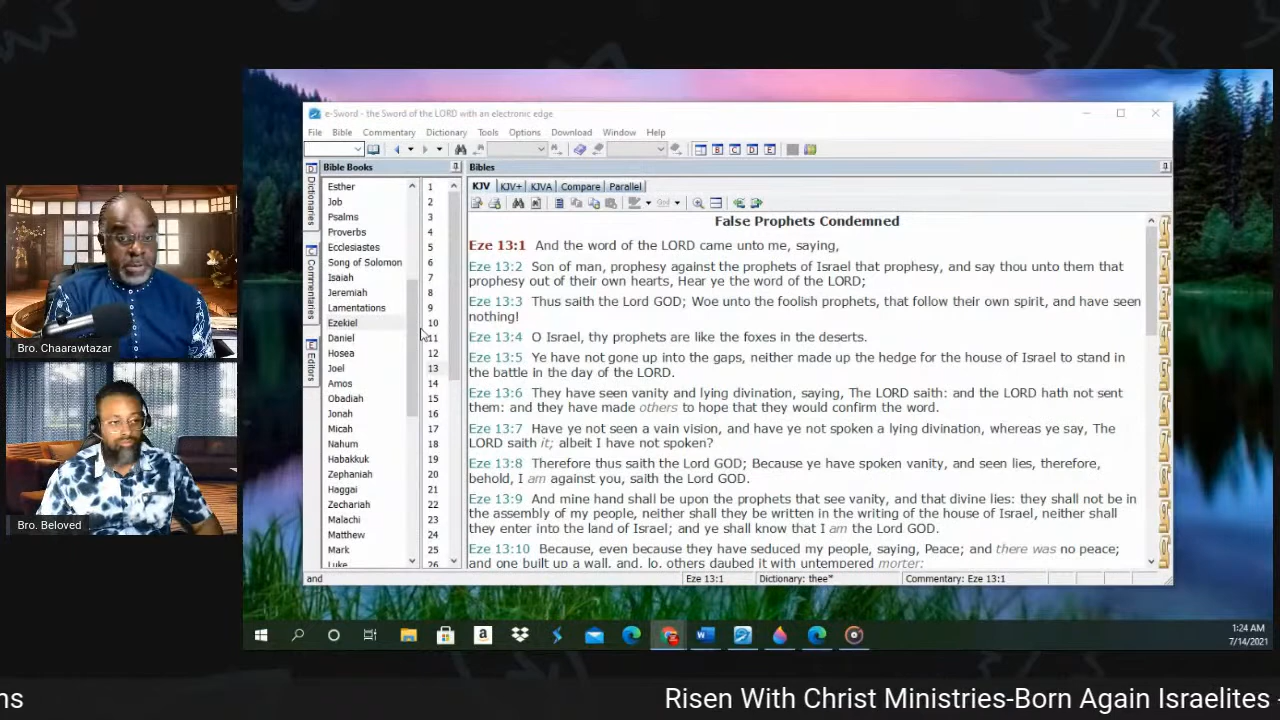 e-Sword - the Sword of the LORD with an electronic edge
File Bible Commentary Dictionary Tools Options Download Window Help
Bible Books
Bibles
Dictionaries
Commentaries
Editors
KJV KJV+ KJVA Compare Parallel
Esther 1
Job 2
Psalms 3
Proverbs 4
Ecclesiastes 5
Song of Solomon 6
Isaiah 7
Jeremiah 8
Lamentations 9
Ezekiel 10
Daniel 11
Hosea 12
Joel 13
Amos 14
Obadiah 15
Jonah 16
Micah 17
Nahum 18
Habakkuk 19
Zephaniah 20
Haggai 21
Zechariah 22
Malachi 23
Matthew 24
Mark 25
Luke 26
False Prophets Condemned
Eze 13:1 And the word of the LORD came unto me, saying,
Eze 13:2 Son of man, prophesy against the prophets of Israel that prophesy, and say thou unto them that
prophesy out of their own hearts, Hear ye the word of the LORD;
Eze 13:3 Thus saith the Lord GOD; Woe unto the foolish prophets, that follow their own spirit, and have seen
nothing!
Eze 13:4 O Israel, thy prophets are like the foxes in the deserts.
Eze 13:5 Ye have not gone up into the gaps, neither made up the hedge for the house of Israel to stand in
the battle in the day of the LORD.
Eze 13:6 They have seen vanity and lying divination, saying, The LORD saith: and the LORD hath not sent
them: and they have made others to hope that they would confirm the word.
Eze 13:7 Have ye not seen a vain vision, and have ye not spoken a lying divination, whereas ye say, The
LORD saith it; albeit I have not spoken?
Eze 13:8 Therefore thus saith the Lord GOD; Because ye have spoken vanity, and seen lies, therefore,
behold, I am against you, saith the Lord GOD.
Eze 13:9 And mine hand shall be upon the prophets that see vanity, and that divine lies: they shall not be in
the assembly of my people, neither shall they be written in the writing of the house of Israel, neither shall
they enter into the land of Israel; and ye shall know that I am the Lord GOD.
Eze 13:10 Because, even because they have seduced my people, saying, Peace; and there was no peace;
and one built up a wall, and, lo, others daubed it with untempered morter:
and
Eze 13:1
Dictionary: thee*
Commentary: Eze 13:1
Bro. Chaarawtazar
Bro. Beloved
1:24 AM
7/14/2021
ns
Risen With Christ Ministries-Born Again Israelites